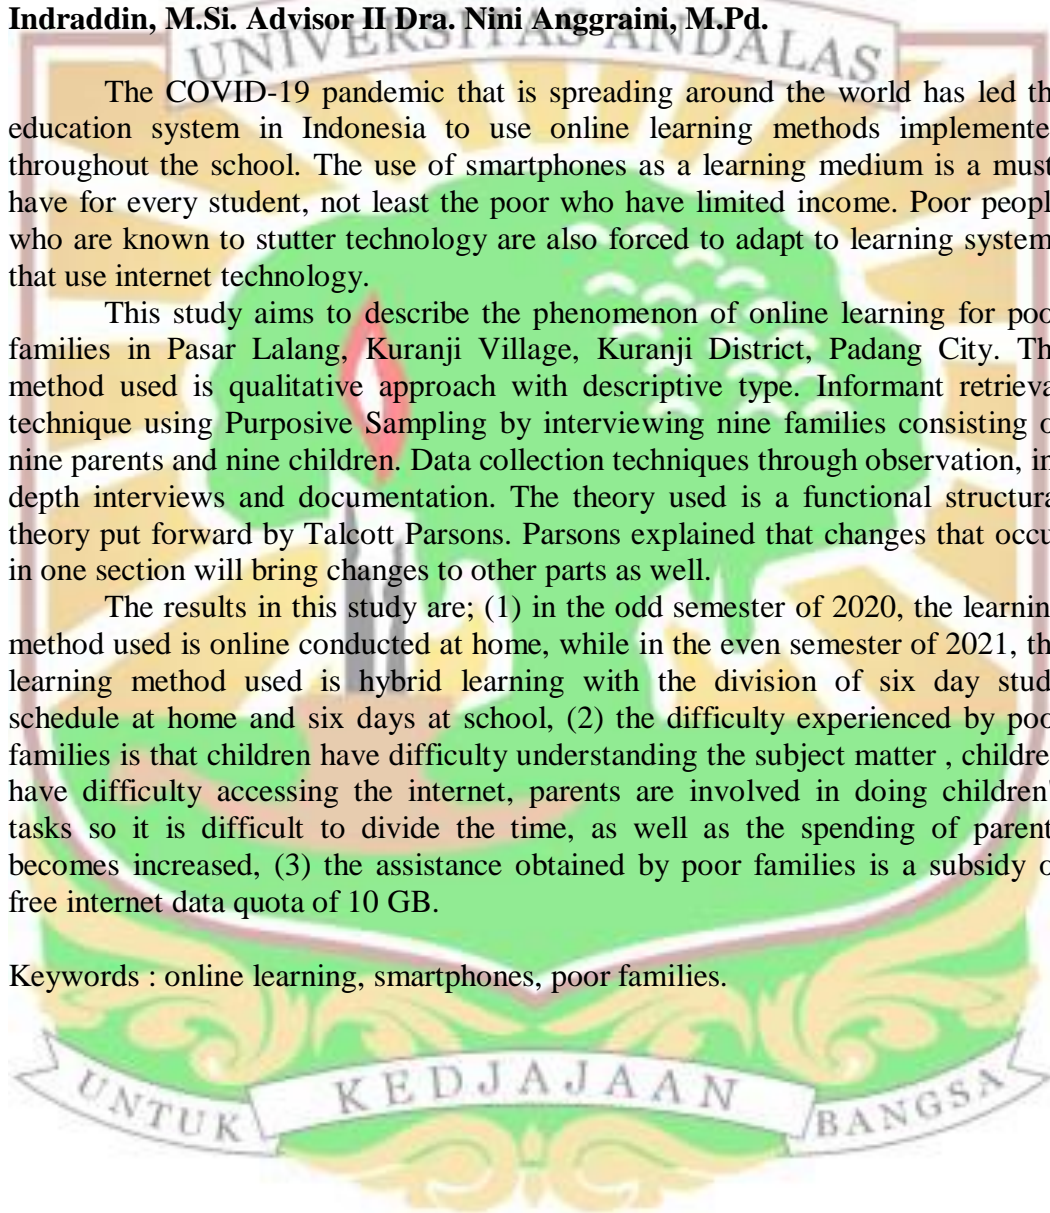 Indraddin, M.Si. Advisor II Dra. Nini Anggraini, M.Pd.
UNIVERSITAS ANDALAS
The COVID-19 pandemic that is spreading around the world has led th
education system in Indonesia to use online learning methods implemente
throughout the school. The use of smartphones as a learning medium is a must
have for every student, not least the poor who have limited income. Poor peopl
who are known to stutter technology are also forced to adapt to learning system
that use internet technology.
This study aims to describe the phenomenon of online learning for poo
families in Pasar Lalang, Kuranji Village, Kuranji District, Padang City. Th
method used is qualitative approach with descriptive type. Informant retrieva
technique using Purposive Sampling by interviewing nine families consisting o
nine parents and nine children. Data collection techniques through observation, in
depth interviews and documentation. The theory used is a functional structura
theory put forward by Talcott Parsons. Parsons explained that changes that occu
in one section will bring changes to other parts as well.
The results in this study are; (1) in the odd semester of 2020, the learnin
method used is online conducted at home, while in the even semester of 2021, th
learning method used is hybrid learning with the division of six day stud
schedule at home and six days at school, (2) the difficulty experienced by poo
families is that children have difficulty understanding the subject matter , childre
have difficulty accessing the internet, parents are involved in doing children'
tasks so it is difficult to divide the time, as well as the spending of parent
becomes increased, (3) the assistance obtained by poor families is a subsidy o
free internet data quota of 10 GB.
Keywords : online learning, smartphones, poor families.
UNTUK KEDJAJAAN BANGSA